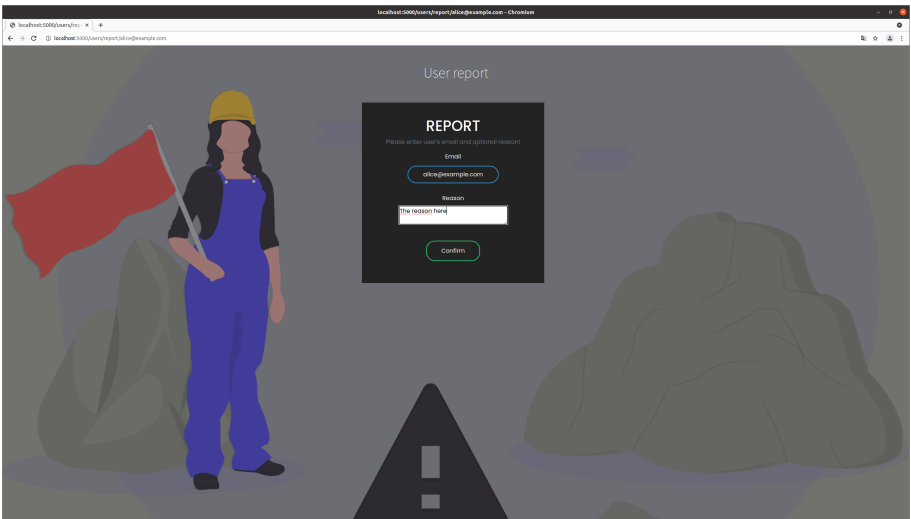 localhost:5000/users/report/alice@example.com - Chromium
localhost:5000/users/rep
localhost:5000/users/report/alice@example.com
User report
REPORT
Please enter user's email and optional reason!
Email
alice@example.com
Reason
The reason here
Confirm